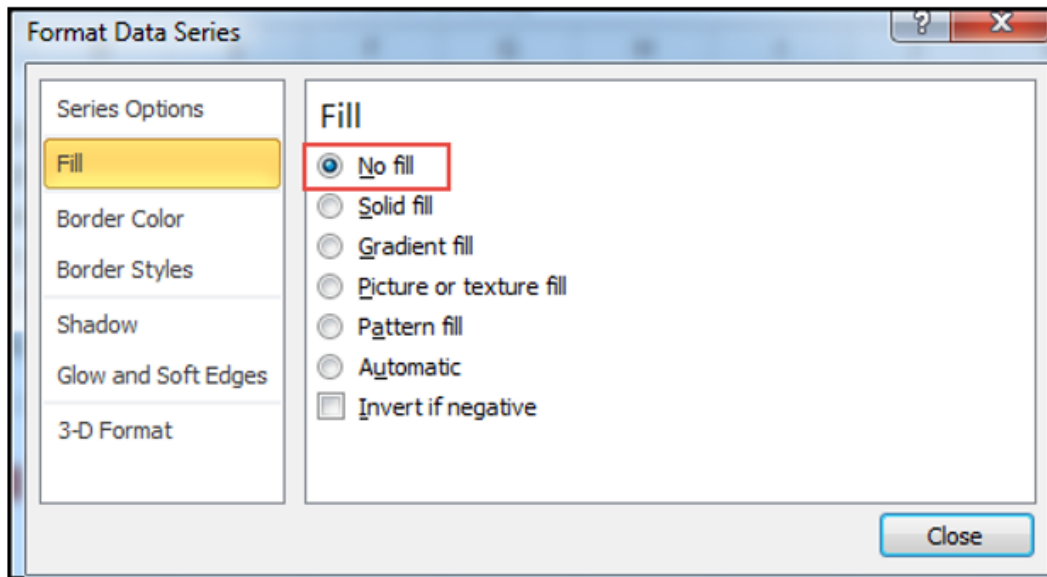 Format Data Series
?
Series Options
Fill
Border Color
Border Styles
Shadow
Glow and Soft Edges
3-D Format
Fill
No fill
Solid fill
Gradient fill
Picture or texture fill
Pattern fill
Automatic
Invert if negative
Close